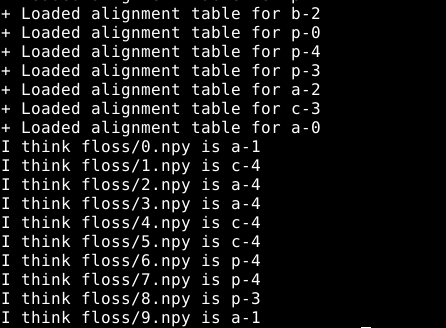 + Loaded alignment table for b-2
+ Loaded alignment table for p-0
+ Loaded alignment table for p-4
+ Loaded alignment table for p-3
+ Loaded alignment table for a-2
+ Loaded alignment table for c-3
+ Loaded alignment table for a-0
I think floss/0.npy is a-1
I think floss/1.npy is c-4
I think floss/2.npy is a-4
I think floss/3.npy is a-4
I think floss/4.npy is c-4
I think floss/5.npy is c-4
I think floss/6.npy is p-4
I think floss/7.npy is p-4
I think floss/8.npy is p-3
I think floss/9.npy is a-1